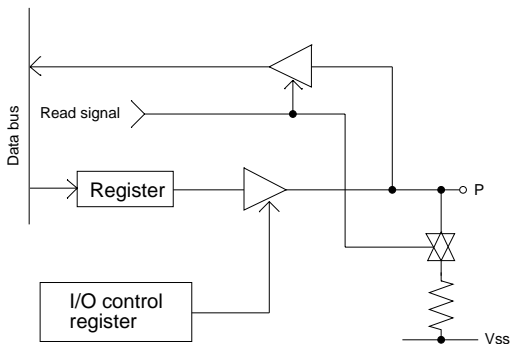 Data bus
Read signal
Register
P
I/O control
register
Vss